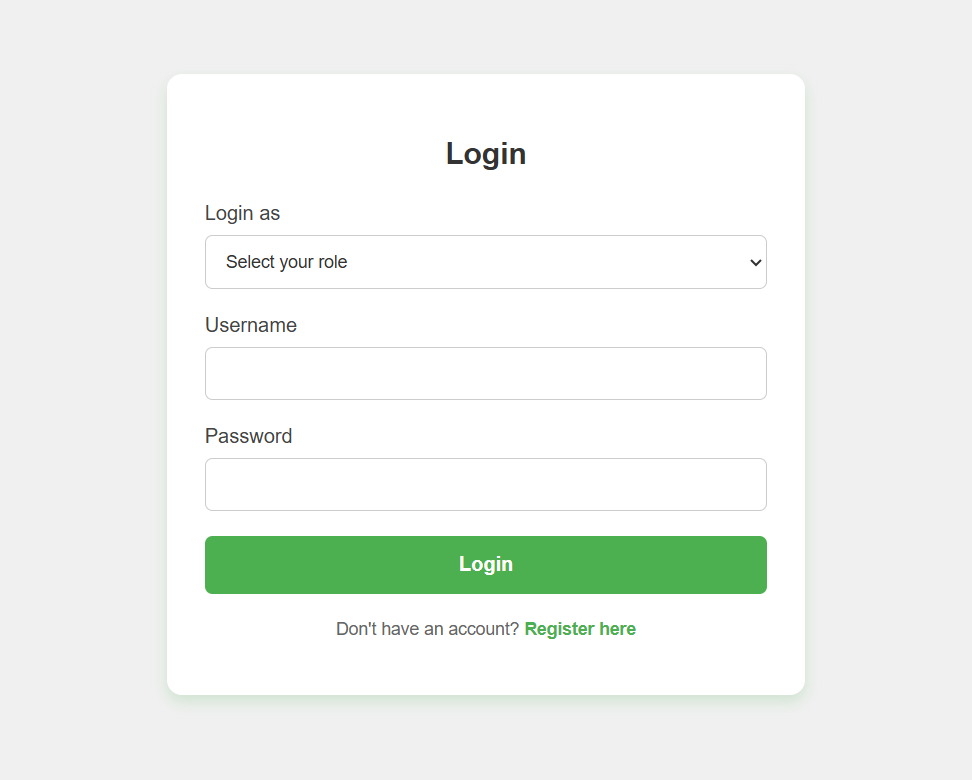 Login
Login as
Select your role
Username
Password
Login
Don't have an account? Register here